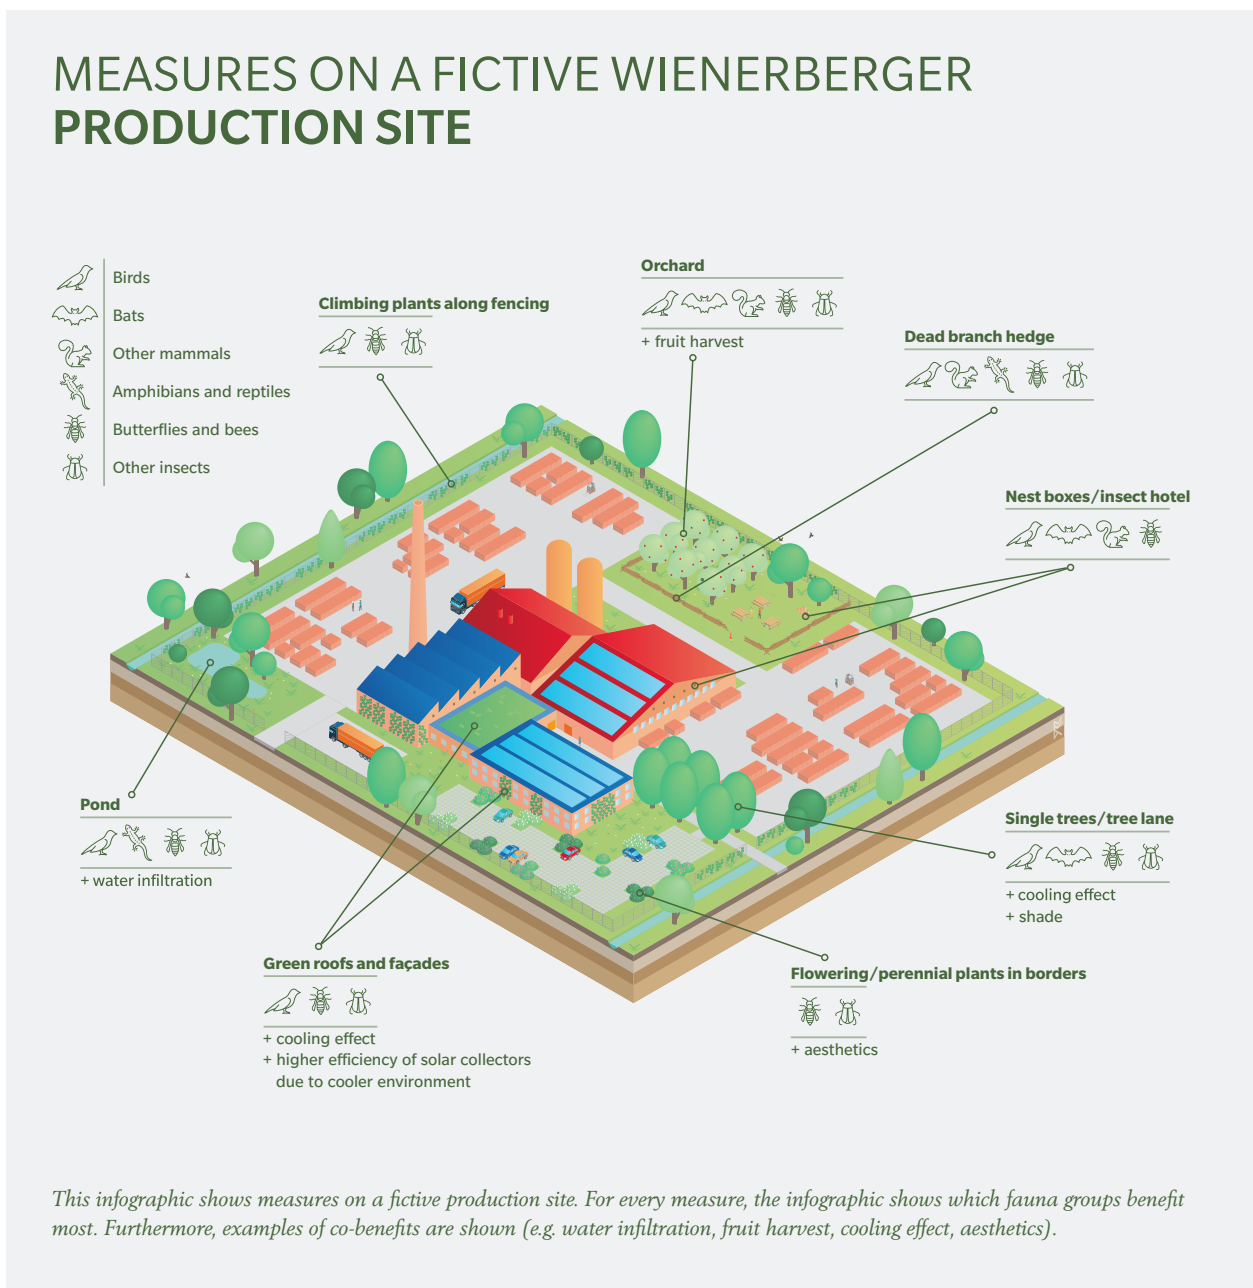 MEASURES ON A FICTIVE WIENERBERGER
PRODUCTION SITE
Birds
Bats
Other mammals
Amphibians and reptiles
Butterflies and bees
Other insects
Climbing plants along fencing
Orchard
+ fruit harvest
Dead branch hedge
Nest boxes/insect hotel
Pond
+ water infiltration
Single trees/tree lane
+ cooling effect
+ shade
Green roofs and façades
+ cooling effect
+ higher efficiency of solar collectors
due to cooler environment
Flowering/perennial plants in borders
+ aesthetics
This infographic shows measures on a fictive production site. For every measure, the infographic shows which fauna groups benefit
most. Furthermore, examples of co-benefits are shown (e.g. water infiltration, fruit harvest, cooling effect, aesthetics).